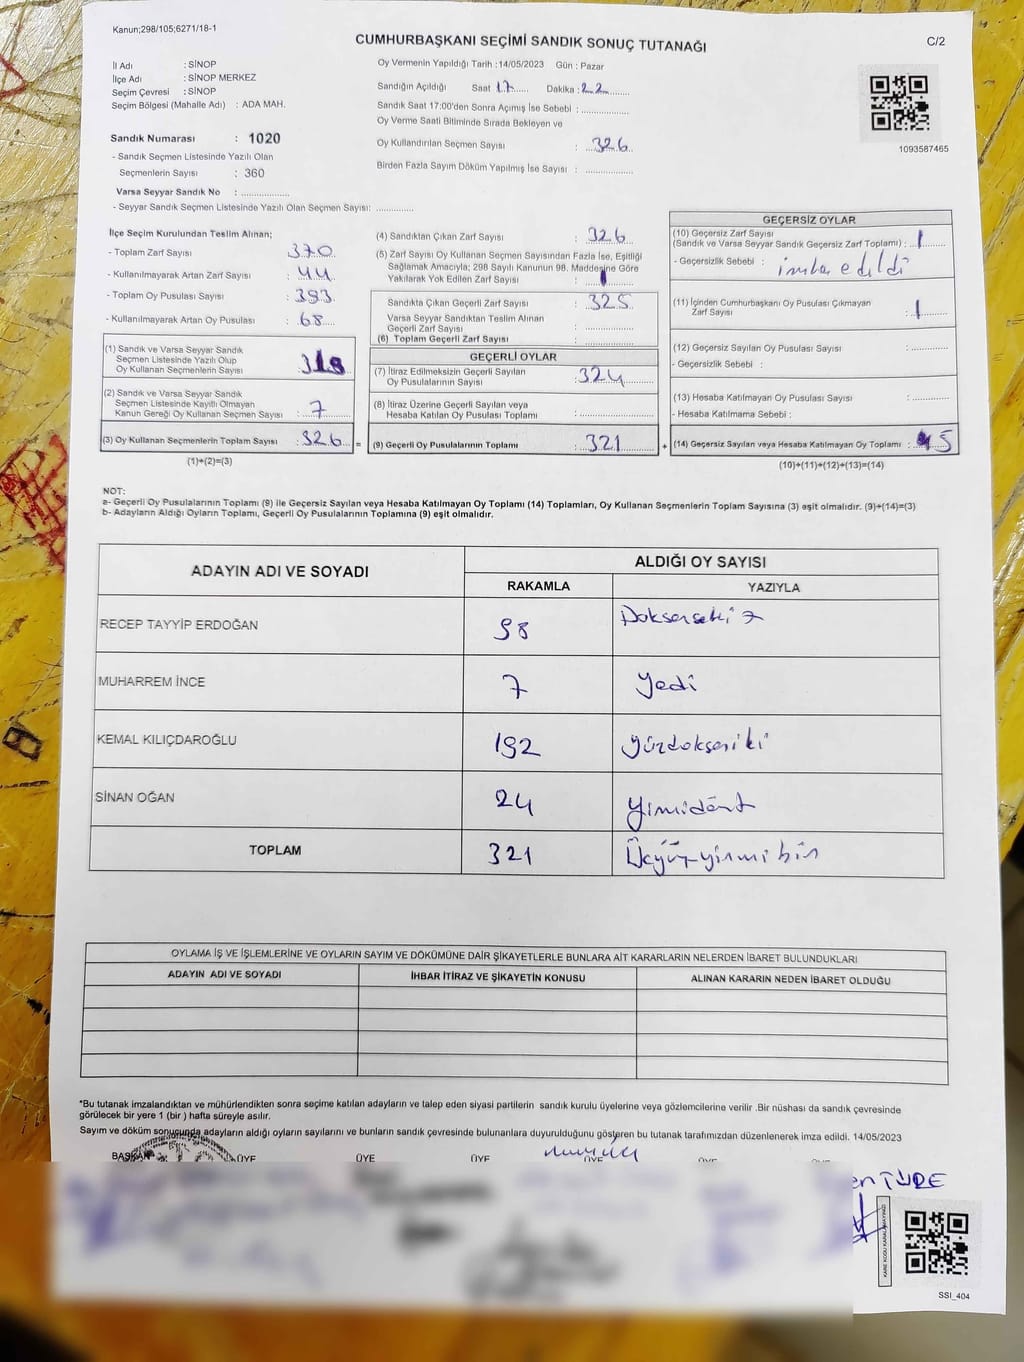 Kanun;298/105;6271/18-1
C/2
CUMHURBAŞKANI SEÇİMİ SANDIK SONUÇ TUTANAĞI
İl Adı : SİNOP
İlçe Adı : SİNOP MERKEZ
Seçim Çevresi : SİNOP
Seçim Bölgesi (Mahalle Adı) : ADA MAH.
Sandık Numarası : 1020
- Sandık Seçmen Listesinde Yazılı Olan
Seçmenlerin Sayısı : 360
Varsa Seyyar Sandık No : ..................
- Seyyar Sandık Seçmen Listesinde Yazılı Olan Seçmen Sayısı: .............
Oy Vermenin Yapıldığı Tarih :14/05/2023 Gün : Pazar
Sandığın Açıldığı Saat 17 Dakika : 22
Sandık Saat 17:00'den Sonra Açımış İse Sebebi : ................
Oy Verme Saati Bitiminde Sırada Bekleyen ve
Oy Kullandırılan Seçmen Sayısı : 326
Birden Fazla Sayım Döküm Yapılmış İse Sayısı : ................
1093587465
İlçe Seçim Kurulundan Teslim Alınan;
- Toplam Zarf Sayısı : 370
- Kullanılmayarak Artan Zarf Sayısı : 44
- Toplam Oy Pusulası Sayısı : 393
- Kullanılmayarak Artan Oy Pusulası : 68
(1) Sandık ve Varsa Seyyar Sandık
Seçmen Listesinde Yazılı Olup
Oy Kullanan Seçmenlerin Sayısı :
(2) Sandık ve Varsa Seyyar Sandık
Seçmen Listesinde Kayıtlı Olmayan
Kanun Gereği Oy Kullanan Seçmen Sayısı : 7
(3) Oy Kullanan Seçmenlerin Toplam Sayısı : 326
=
(1)+(2)=(3)
(4) Sandıktan Çıkan Zarf Sayısı : 326
(5) Zarf Sayısı Oy Kullanan Seçmen Sayısından Fazla İse, Eşitliği
Sağlamak Amacıyla; 298 Sayılı Kanunun 98. Maddesine Göre
Yakılarak Yok Edilen Zarf Sayısı :
Sandıkta Çıkan Geçerli Zarf Sayısı : 325
Varsa Seyyar Sandıktan Teslim Alınan
Geçerli Zarf Sayısı : ................
(6) Toplam Geçerli Zarf Sayısı : ................
GEÇERLİ OYLAR
(7) İtiraz Edilmeksizin Geçerli Sayılan
Oy Pusulalarının Sayısı : 324
(8) İtiraz Üzerine Geçerli Sayılan veya
Hesaba Katılan Oy Pusulası Toplamı : ................
(9) Geçerli Oy Pusulalarının Toplamı : 321
+
GEÇERSİZ OYLAR
(10) Geçersiz Zarf Sayısı
(Sandık ve Varsa Seyyar Sandık Geçersiz Zarf Toplamı) : 1
- Geçersizlik Sebebi : imha edildi
(11) İçinden Cumhurbaşkanı Oy Pusulası Çıkmayan
Zarf Sayısı : 1
(12) Geçersiz Sayılan Oy Pusulası Sayısı : ............
- Geçersizlik Sebebi :
(13) Hesaba Katılmayan Oy Pusulası Sayısı : ............
- Hesaba Katılmama Sebebi :
(14) Geçersiz Sayılan veya Hesaba Katılmayan Oy Toplamı : 5
(10)+(11)+(12)+(13)=(14)
NOT:
a- Geçerli Oy Pusulalarının Toplamı (9) ile Geçersiz Sayılan veya Hesaba Katılmayan Oy Toplamı (14) Toplamları, Oy Kullanan Seçmenlerin Toplam Sayısına (3) eşit olmalıdır. (9)+(14)=(3)
b- Adayların Aldığı Oyların Toplamı, Geçerli Oy Pusulalarının Toplamına (9) eşit olmalıdır.
ADAYIN ADI VE SOYADI
ALDIĞI OY SAYISI
RAKAMLA YAZIYLA
RECEP TAYYİP ERDOĞAN 98
MUHARREM İNCE 7 Yedi
KEMAL KILIÇDAROĞLU 192 Yüzdokseniki
SİNAN OĞAN 24 Yirmidört
TOPLAM 321 Üçyüzyirmibir
OYLAMA İŞ VE İŞLEMLERİNE VE OYLARIN SAYIM VE DÖKÜMÜNE DAİR ŞİKAYETLERLE BUNLARA AİT KARARLARIN NELERDEN İBARET BULUNDUKLARI
ADAYIN ADI VE SOYADI İHBAR İTİRAZ VE ŞİKAYETİN KONUSU ALINAN KARARIN NEDEN İBARET OLDUĞU
*Bu tutanak imzalandıktan ve mühürlendikten sonra seçime katılan adayların ve talep eden siyasi partilerin sandık kurulu üyelerine veya gözlemcilerine verilir .Bir nüshası da sandık çevresinde
görülecek bir yere 1 (bir ) hafta süreyle asılır.
Sayım ve döküm sonucunda adayların aldığı oyların sayılarını ve bunların sandık çevresinde bulunanlara duyurulduğunu gösteren bu tutanak tarafımızdan düzenlenerek imza edildi. 14/05/2023
BAŞKAN ÜYE ÜYE ÜYE ÜYE
KARE KODU KARALAMAYINIZ!
SSI_404